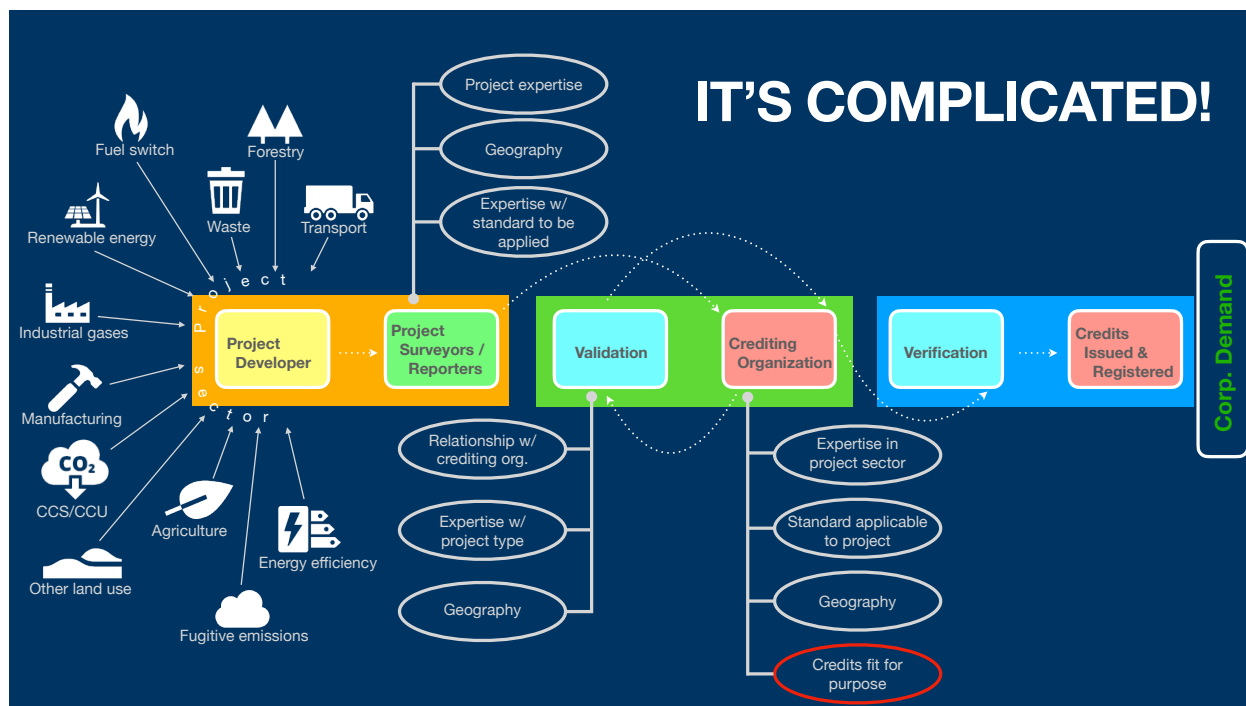 IT'S COMPLICATED!
Project expertise
Geography
Expertise w/
standard to be
applied
Fuel switch
Forestry
Waste
Transport
Renewable energy
Industrial gases
Manufacturing
CO₂
CCS/CCU
Other land use
Agriculture
Fugitive emissions
Energy efficiency
Project
sector
s
Project
Developer
Project
Surveyors /
Reporters
Validation
Crediting
Organization
Verification
Credits
Issued &
Registered
Corp. Demand
Relationship w/
crediting org.
Expertise w/
project type
Geography
Expertise in
project sector
Standard applicable
to project
Geography
Credits fit for
purpose